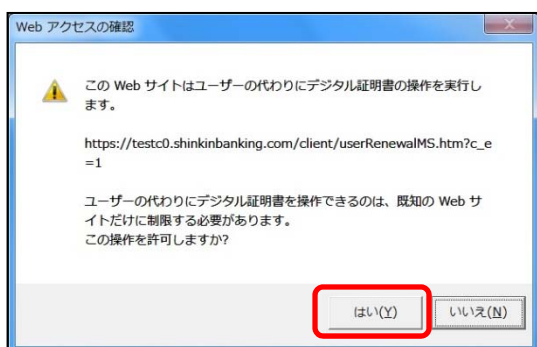 Web アクセスの確認
この Web サイトはユーザーの代わりにデジタル証明書の操作を実行し
ます。
https://testc0.shinkinbanking.com/client/userRenewalMS.htm?c_e
=1
ユーザーの代わりにデジタル証明書を操作できるのは、既知の Web サ
イトだけに制限する必要があります。
この操作を許可しますか?
はい(Y) いいえ(N)